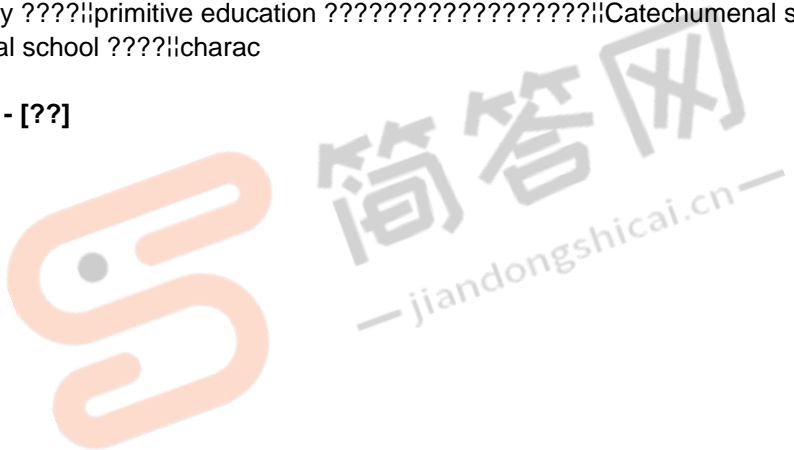 y ????¦¦primitive education ??????????????????¦¦Catechumenal s
al school ????¦¦charac
- [??]
简答网
— jiandongshicai.cn —